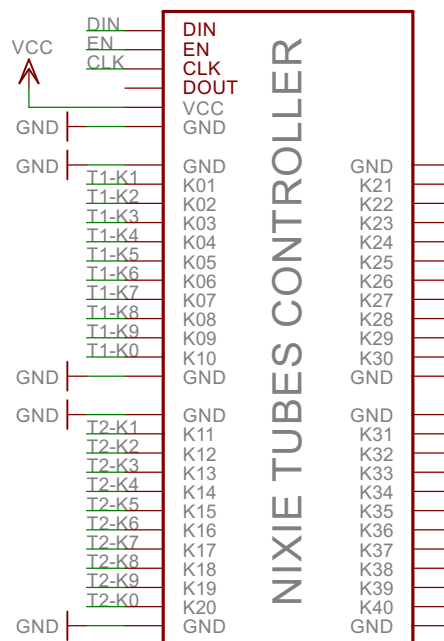 DIN DIN
EN EN
VCC
CLK CLK
DOUT
VCC
GND GND
GND GND GND
T1-K1 K01 K21
T1-K2 K02 K22
T1-K3 K03 K23
T1-K4 K04 K24
T1-K5 K05 K25
T1-K6 K06 K26
T1-K7 K07 K27
T1-K8 K08 K28
T1-K9 K09 K29
T1-K0 K10 K30
GND GND GND
GND GND GND
T2-K1 K11 K31
T2-K2 K12 K32
T2-K3 K13 K33
T2-K4 K14 K34
T2-K5 K15 K35
T2-K6 K16 K36
T2-K7 K17 K37
T2-K8 K18 K38
T2-K9 K19 K39
T2-K0 K20 K40
GND GND GND
NIXIE TUBES CONTROLLER